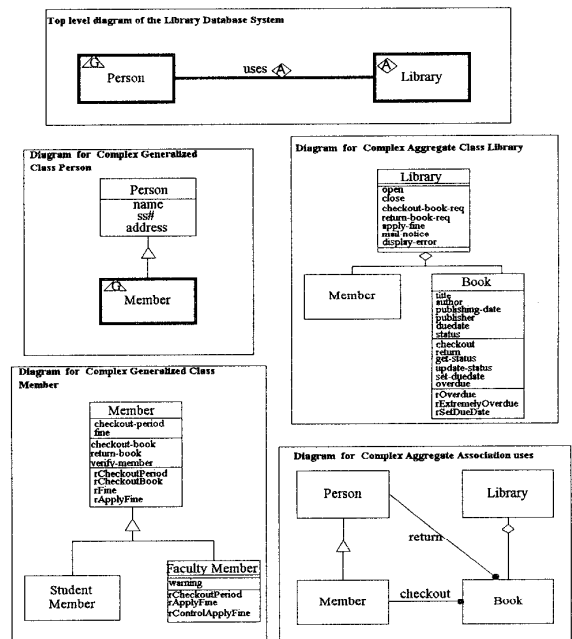 Top level diagram of the Library Database System
G
Person
uses
A
A
Library
Diagram for Complex Generalized
Class Person
Person
name
ss#
address
G
Member
Diagram for Complex Aggregate Class Library
Library
open
close
checkout-book-req
return-book-req
apply-fine
mail notice
display-error
Member
Book
title
author
publishing-date
publisher
duedate
status
checkout
return
get-status
update-status
set-duedate
overdue
rOverdue
rExtremelyOverdue
rSetDueDate
Diagram for Complex Generalized Class
Member
Member
checkout-period
fine
checkout-book
return-book
verify-member
rCheckoutPeriod
rCheckoutBook
rFine
rApplyFine
Student
Member
Faculty Member
warning
rCheckoutPeriod
rApplyFine
rControlApplyFine
Diagram for Complex Aggregate Association uses
Person
Library
return
Member
checkout
Book